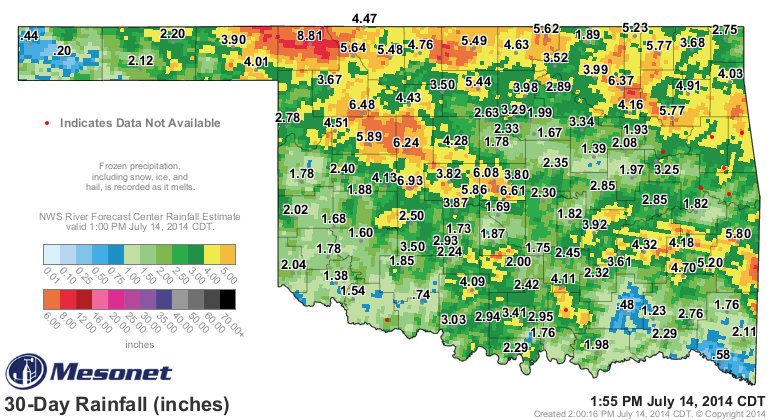 4.47
.44 2.20 3.90 8.81 5.62 1.89 5.23 2.75
.20 2.12 4.01 5.64 5.48 4.76 5.49 4.63 5.77 3.68
3.67 3.50 5.44 3.98 3.52 2.89 3.99 6.37 4.91 4.03
2.78 6.48 4.43 2.63 3.29 1.99 3.34 4.16 5.77
Indicates Data Not Available
4.51 5.89 6.24 4.28 2.33 1.78 1.67 1.39 2.08 1.93
Frozen precipitation,
including snow, ice, and
hail, is recorded as it melts.
1.78 2.40 1.88 4.13 6.93 3.82 6.08 3.80 2.35 1.97 3.25
5.86 6.61 2.30 2.85
NWS River Forecast Center Rainfall Estimate
valid 1:00 PM July 14, 2014 CDT.
2.02 1.68 2.50 3.87 1.69 1.82 3.92 2.85 1.82
1.60 1.73 1.87 5.80
1.78 3.50 2.93 2.24 1.75 2.45 4.32 4.18
2.04 1.85 2.00 2.32 3.61 4.70 5.20
0.01 0.10 0.25 0.50 0.75 1.00 1.50 2.00 2.50 3.00 4.00 5.00
1.38 1.54 .74 4.09 2.42 4.11 .48 1.23 2.76 1.76
6.00 8.00 12.00 16.00 20.00 25.00 30.00 35.00 40.00 50.00 60.00 70.00+
3.03 2.94 3.41 2.95 1.76 2.29 2.11
inches
2.29 1.98 .58
Mesonet
30-Day Rainfall (inches)
1:55 PM July 14, 2014 CDT
Created 2:00:16 PM July 14, 2014 CDT. © Copyright 2014